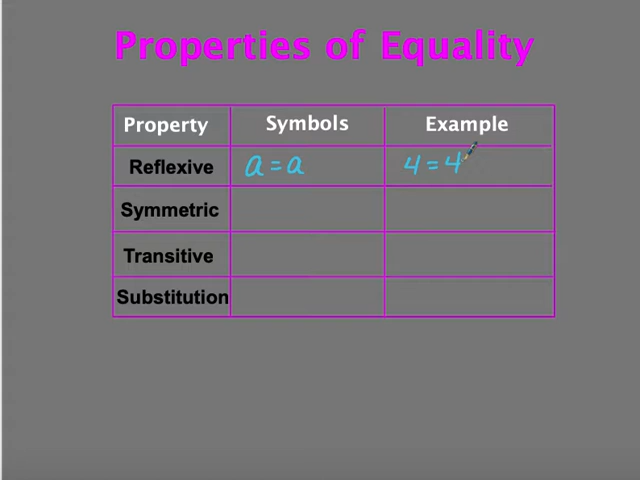 Properties of Equality
Property Symbols Example
Reflexive a = a 4 = 4
Symmetric
Transitive
Substitution